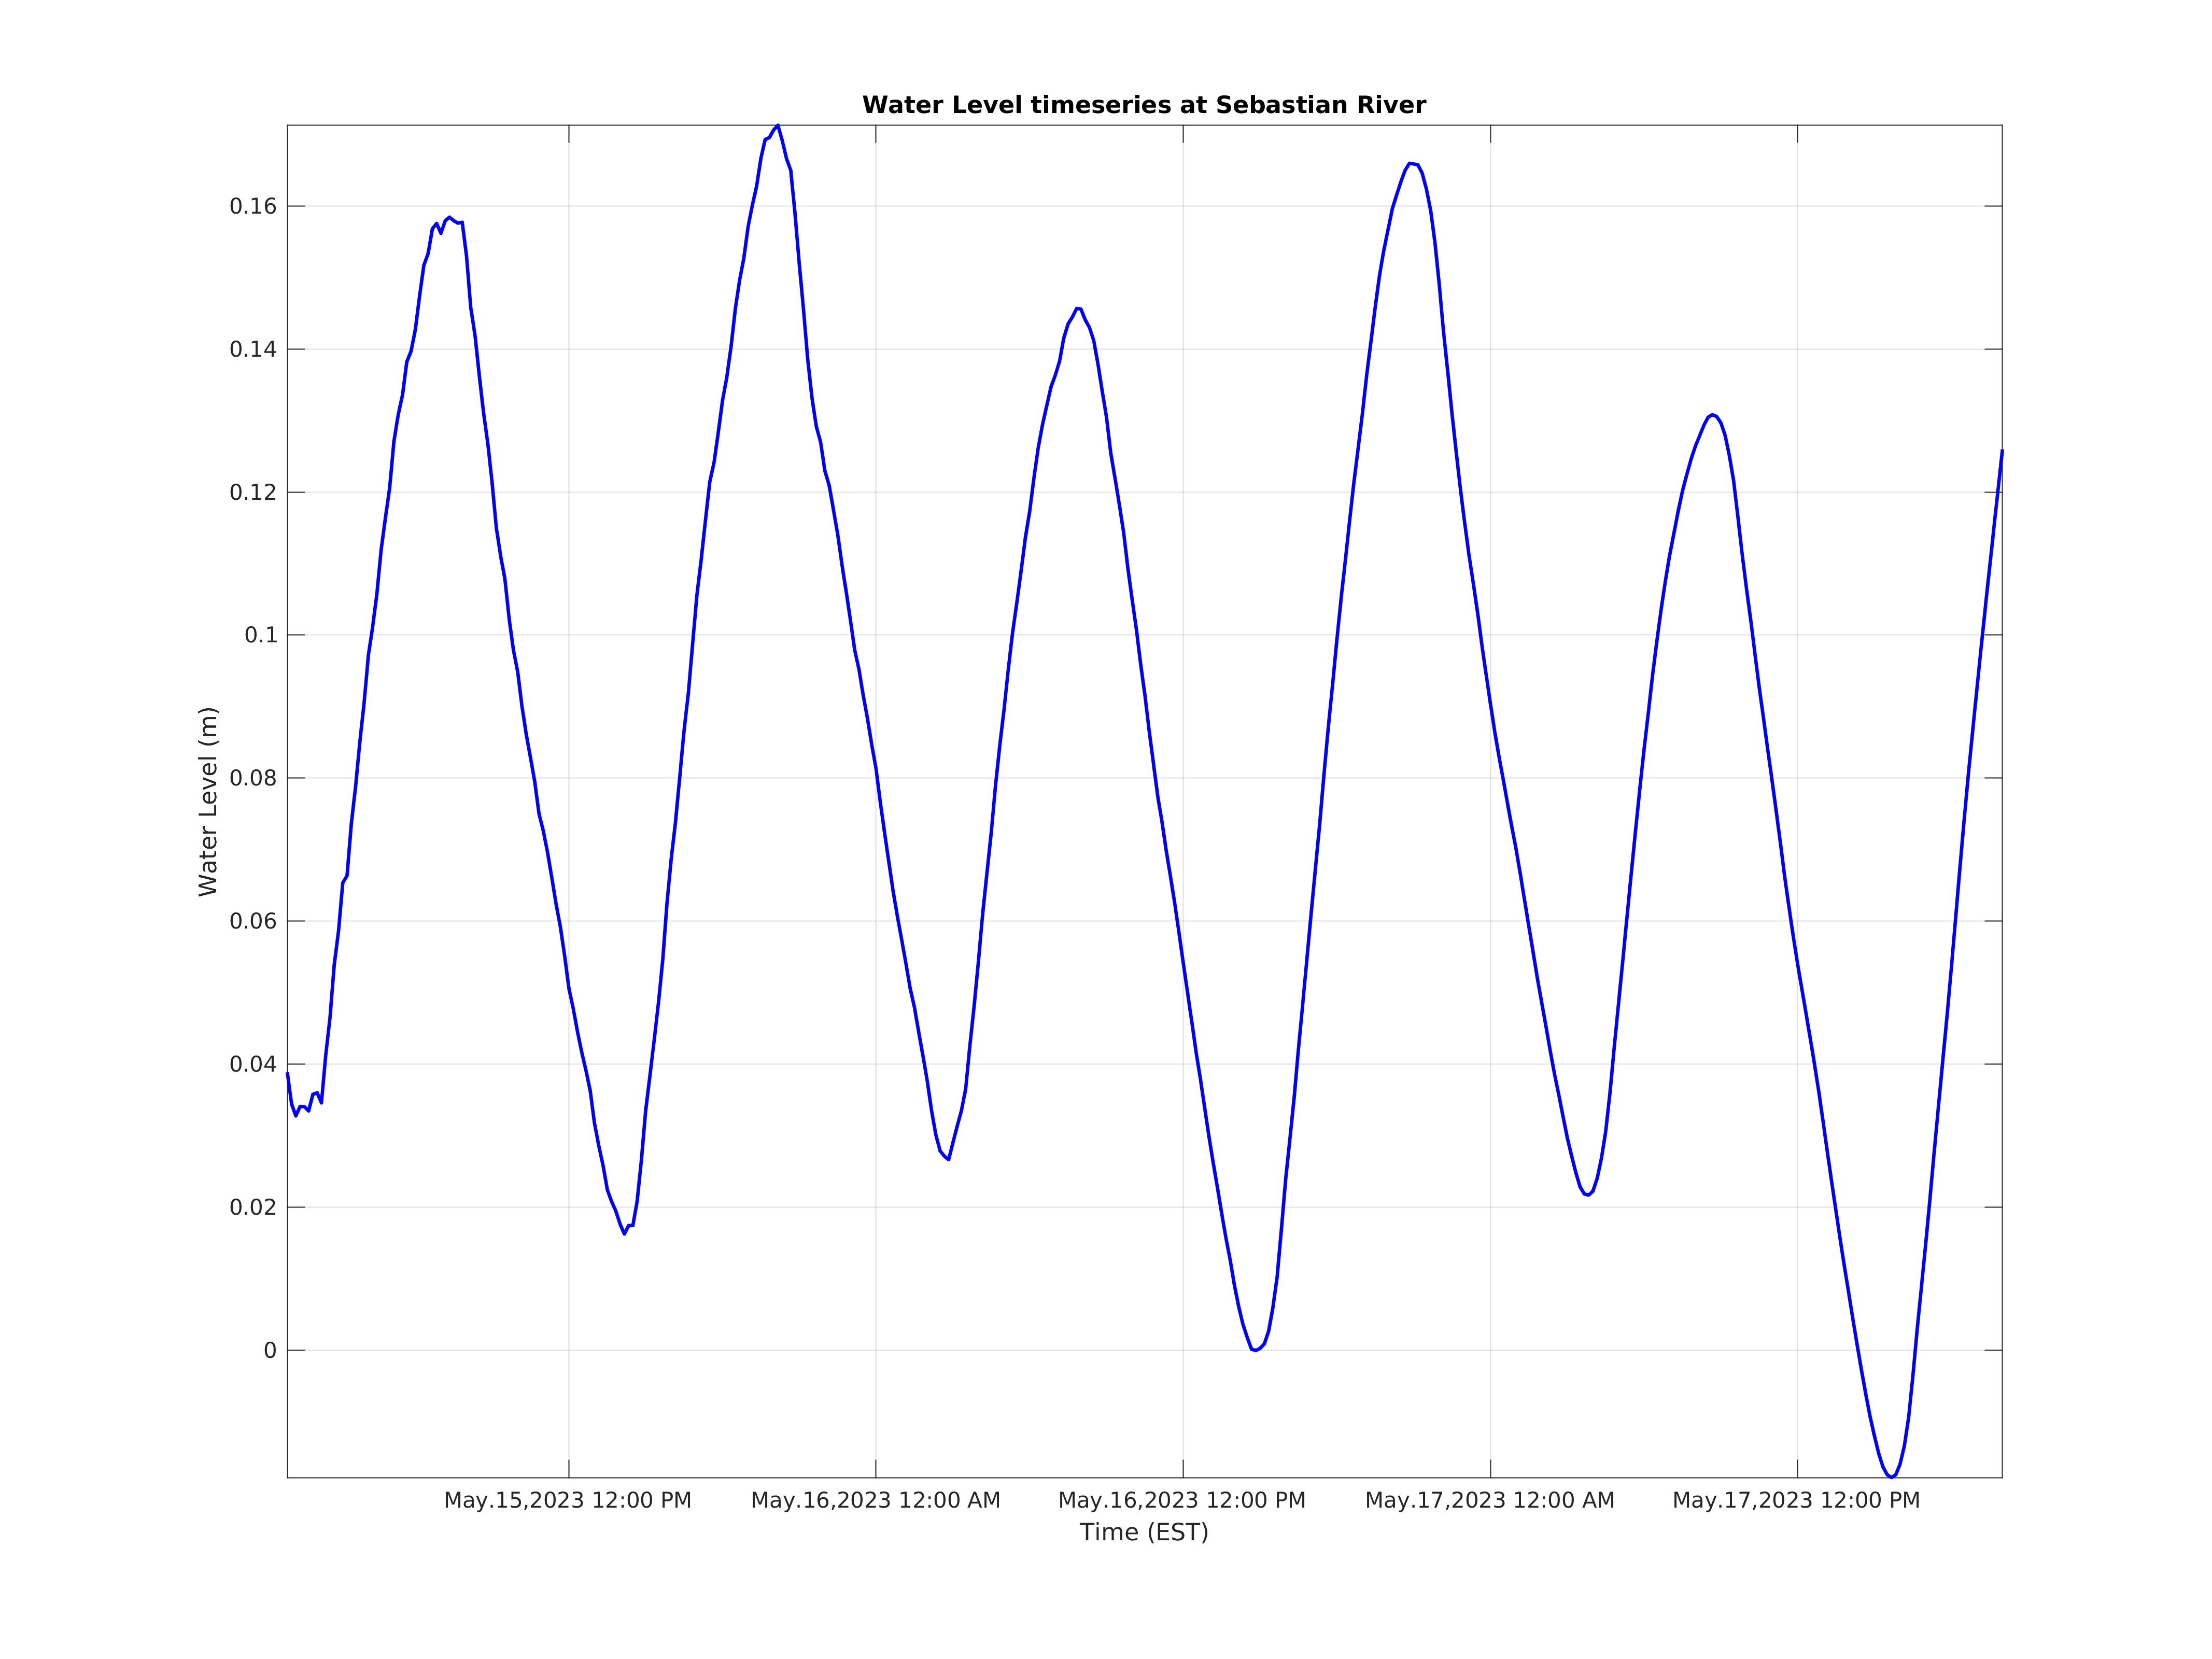 Water Level timeseries at Sebastian River
0.16
0.14
0.12
0.1
0.08
0.06
0.04
0.02
0
Water Level (m)
May.15,2023 12:00 PM
May.16,2023 12:00 AM
May.16,2023 12:00 PM
May.17,2023 12:00 AM
May.17,2023 12:00 PM
Time (EST)